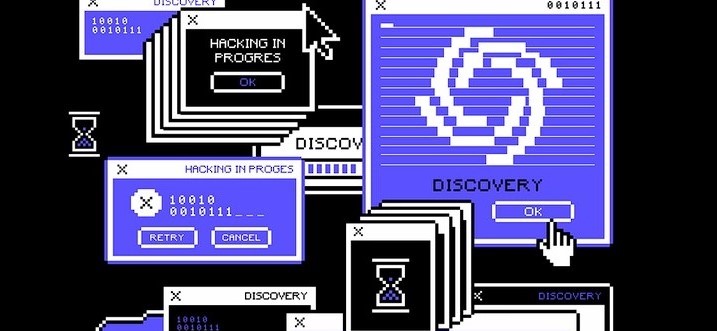 DISCOVERY
10010
0010111
X
HACKING IN
PROGRES
OK
X
0010111
DISCOV
X
HACKING IN PROGES
X
10010
0010111___
RETRY
CANCEL
DISCOVERY
OK
X
X
DISCOVERY
10010
0010111
X
X
DISCOVERY